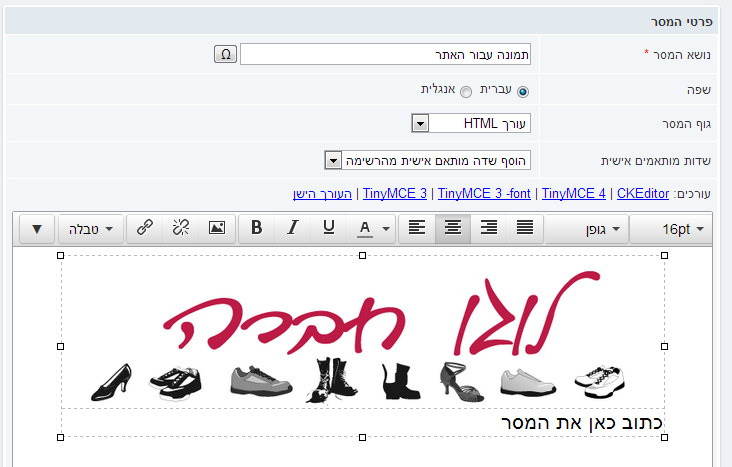 פרטי המסר
נושא המסר * תמונה עבור האתר Ω
שפה עברית אנגלית
גוף המסר עורך HTML
שדות מותאמים אישית הוסף שדה מותאם אישית מהרשימה
עורכים: CKEditor | TinyMCE 4 | TinyMCE 3 -font | TinyMCE 3 | העורך הישן
טבלה B I U A גופן 16pt
לוגו חברה
כתוב כאן את המסר